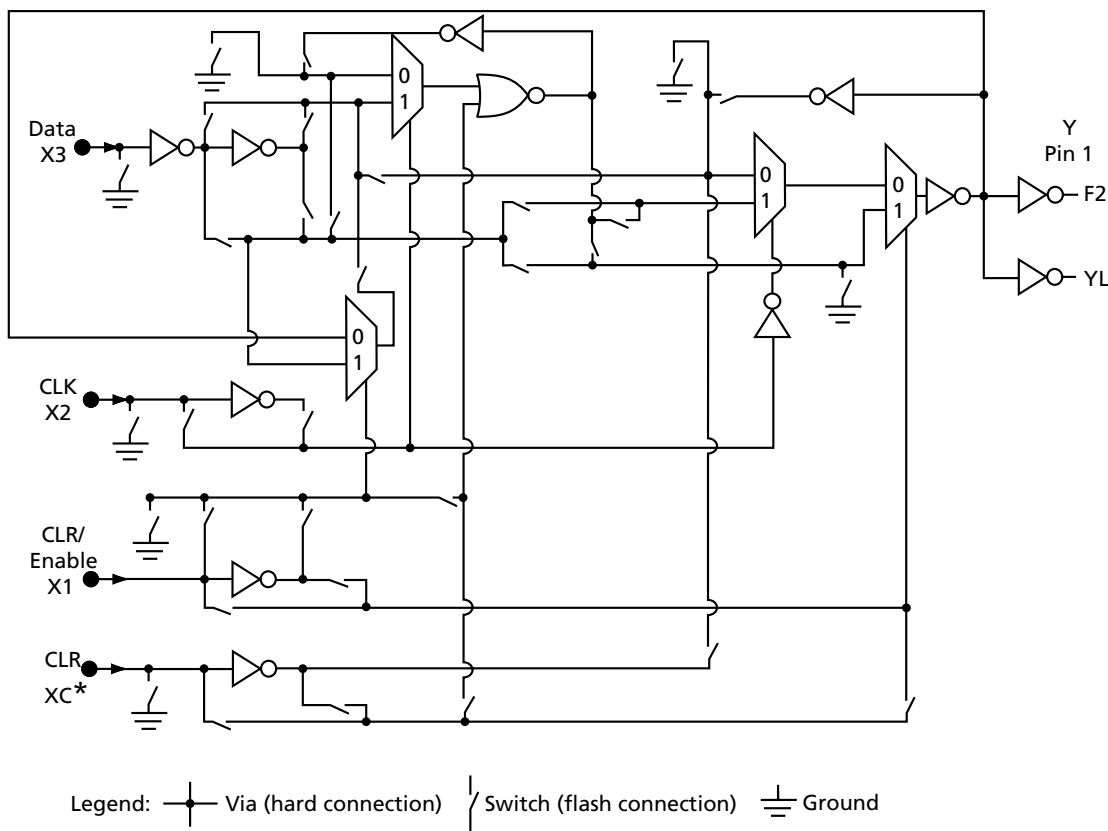 0
1
Data
X3
Y
Pin 1
0
1
0
1
F2
YL
0
1
CLK
X2
CLR/
Enable
X1
CLR
XC*
Legend: Via (hard connection) Switch (flash connection) Ground